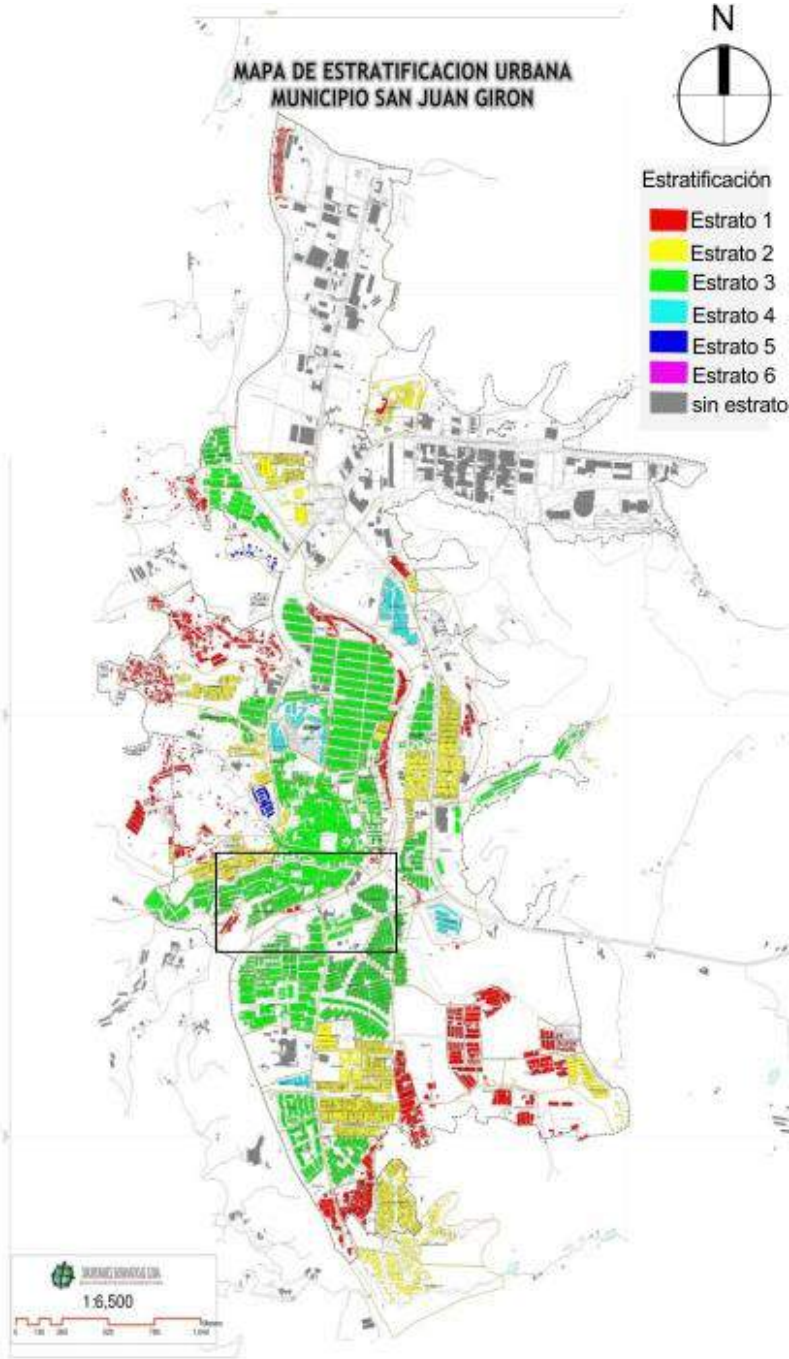 N
MAPA DE ESTRATIFICACION URBANA
MUNICIPIO SAN JUAN GIRON
Estratificación
Estrato 1
Estrato 2
Estrato 3
Estrato 4
Estrato 5
Estrato 6
sin estrato
1:6,500
0